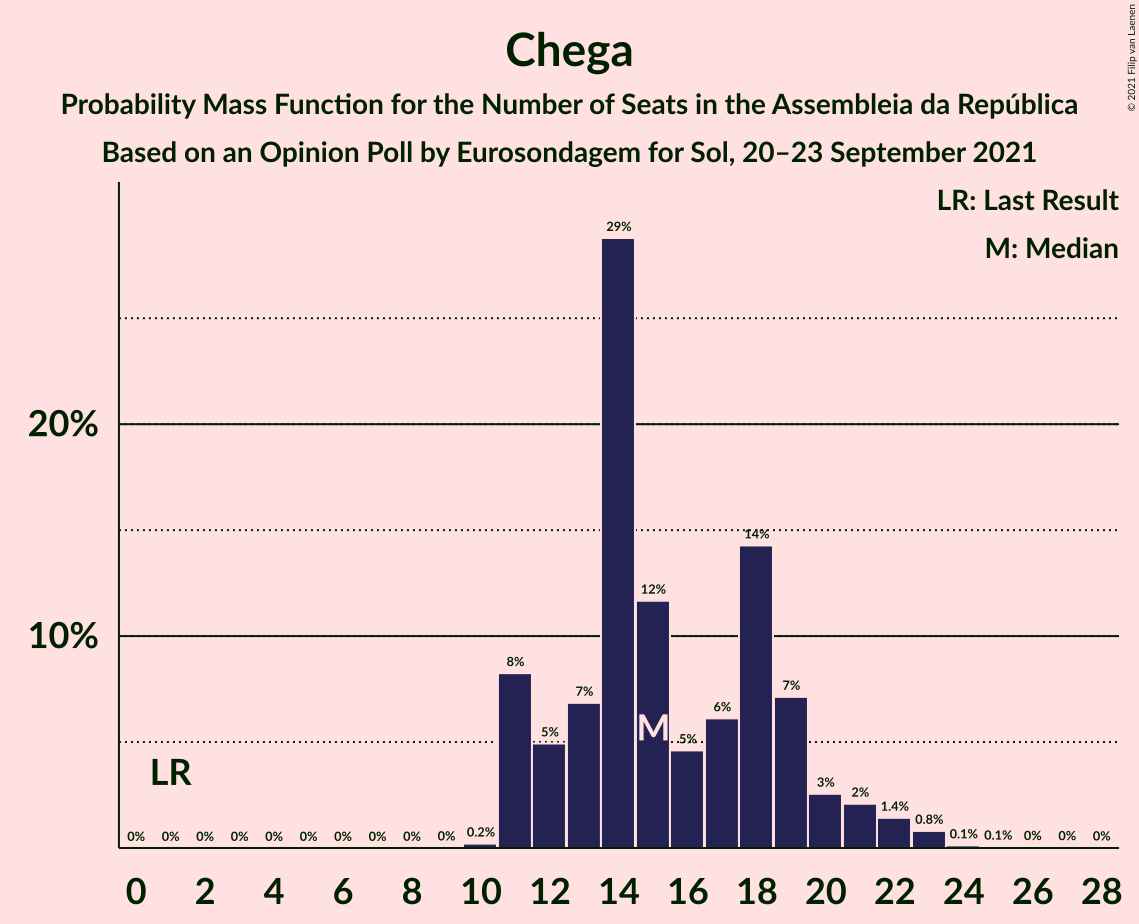 Chega
Probability Mass Function for the Number of Seats in the Assembleia da República
Based on an Opinion Poll by Eurosondagem for Sol, 20–23 September 2021
© 2021 Filip van Laenen
LR: Last Result
M: Median
20%
10%
LR
M
0% 0% 0% 0% 0% 0% 0% 0% 0% 0% 0.2% 8% 5% 7% 29% 12% 5% 6% 14% 7% 3% 2% 1.4% 0.8% 0.1% 0.1% 0% 0% 0%
0 2 4 6 8 10 12 14 16 18 20 22 24 26 28